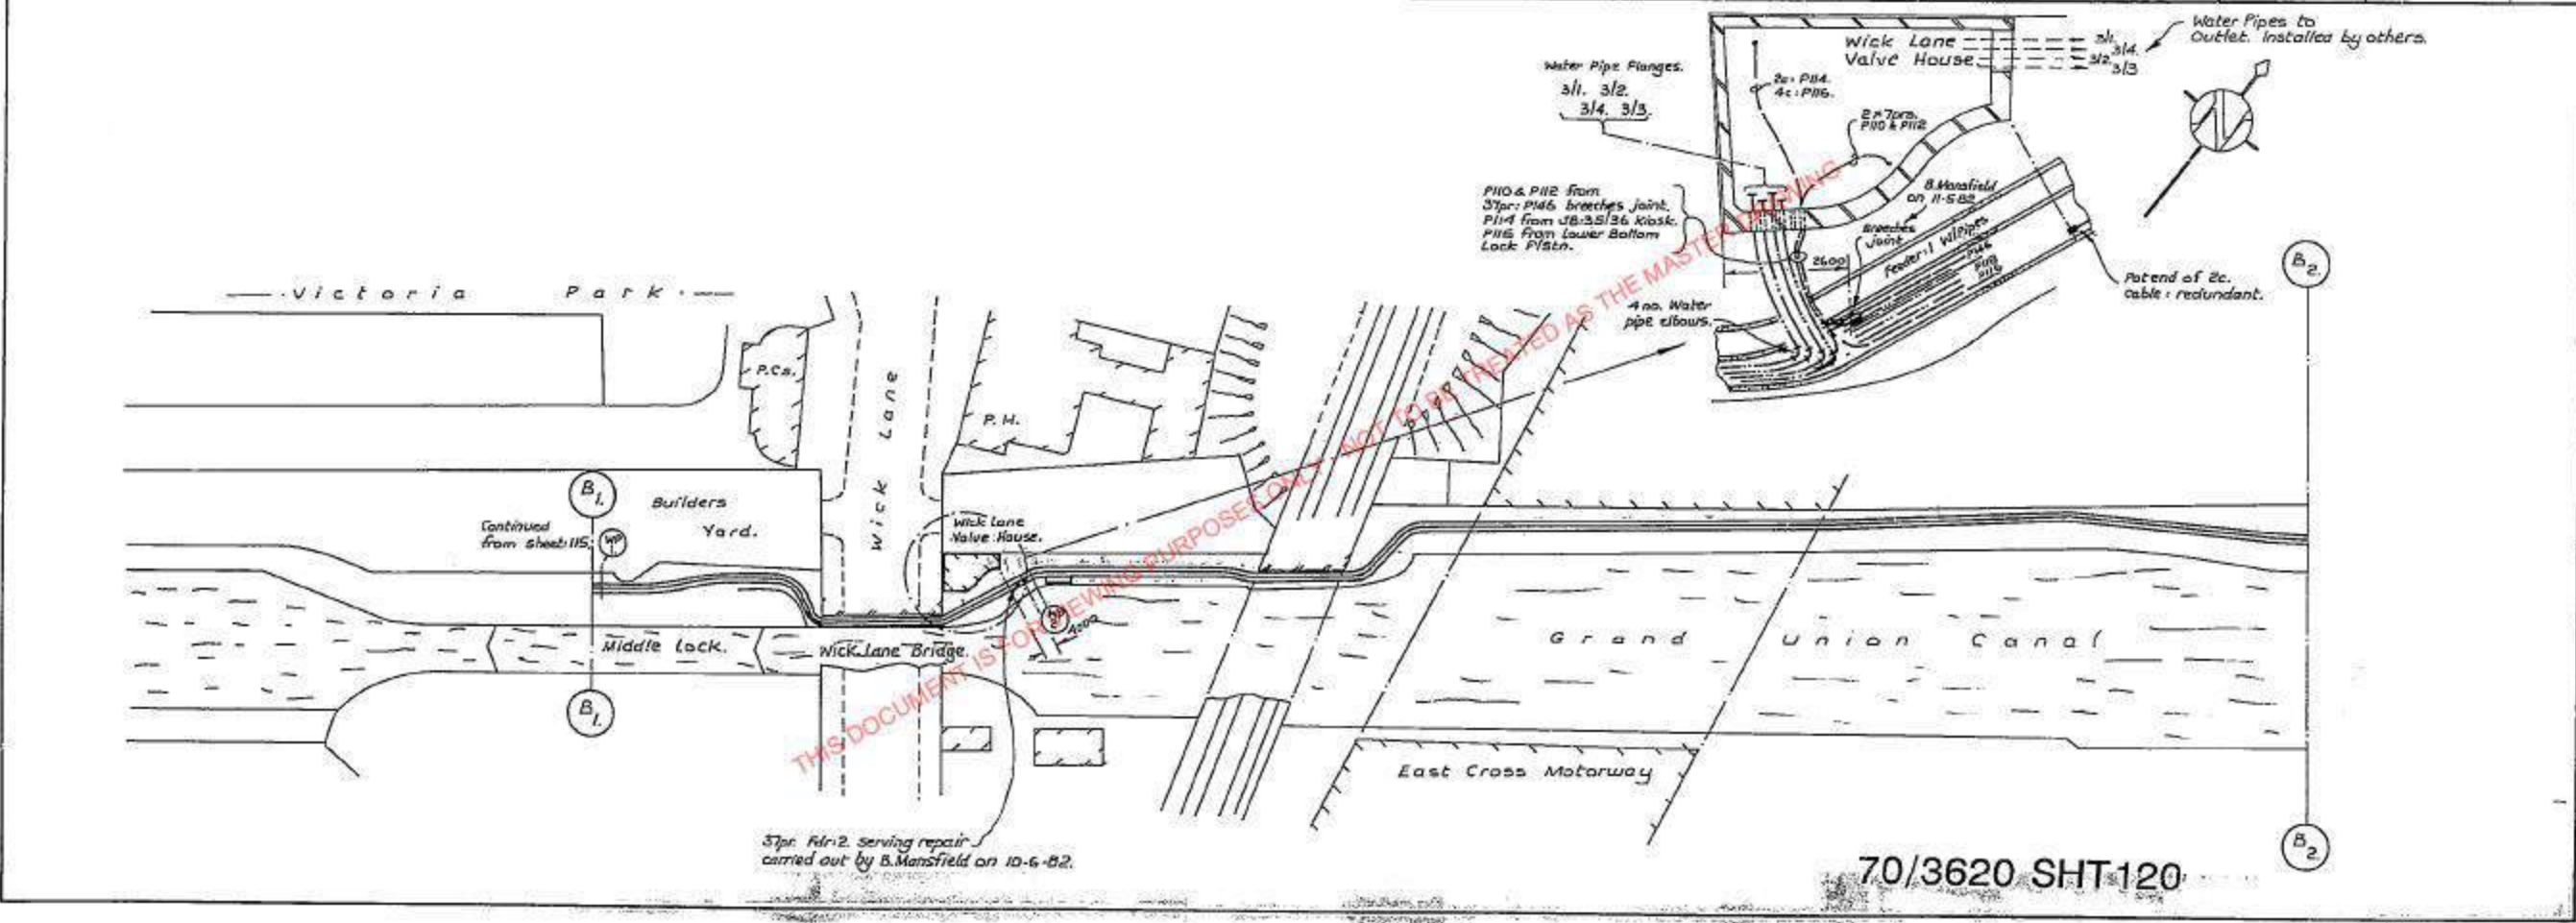 Wick Lane
Valve House
3/1.
3/4.
3/2
3/3
Water Pipes to
Outlet. Installed by others.
Water Pipe Flanges.
3/1. 3/2.
3/4. 3/3.
2c: P114.
4c: P116.
2 x 7prs.
P110 & P112
P110 & P112 from
37pr: P146 breeches joint.
P114 from JB:35/36 Kiosk.
P116 from Lower Bottom
Lock P/Stn.
B.Mansfield
on 11-5-82
Breeches
joint
Feeder:1 W/Pipes
P146
2600
4 no. Water
pipe elbows.
Potend of 2c.
cable: redundant.
N
B2.
Victoria Park
P.Cs.
Wick Lane
P.H.
B1.
Builders
Yard.
Continued
from sheet:115.
Wick Lane
Valve House.
4200
Middle Lock.
Wick Lane Bridge.
Grand Union Canal
B1.
East Cross Motorway
37pr. Fdr:2. serving repair
carried out by B.Mansfield on 10-6-82.
B2.
70/3620 SHT 120
THIS DOCUMENT IS FOR VIEWING PURPOSES ONLY NOT TO BE TREATED AS THE MASTER DRAWING